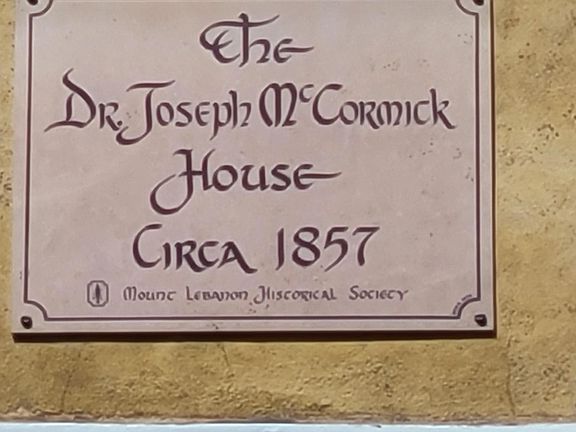 The
Dr. Joseph McCormick
House
Circa 1857
Mount Lebanon Historical Society